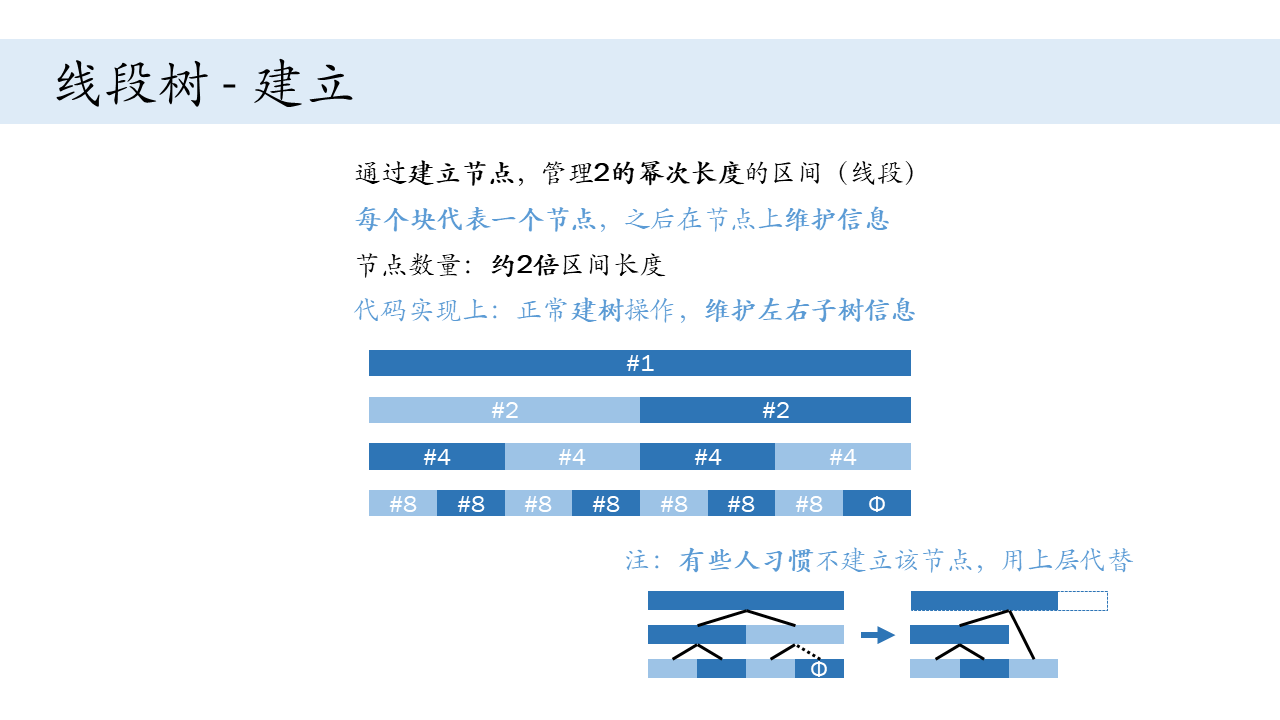 线段树 - 建立
通过建立节点，管理2的幂次长度的区间（线段）
每个块代表一个节点，之后在节点上维护信息
节点数量：约2倍区间长度
代码实现上：正常建树操作，维护左右子树信息
#1
#2 #2
#4 #4 #4 #4
#8 #8 #8 #8 #8 #8 #8 Φ
注：有些人习惯不建立该节点，用上层代替
Φ